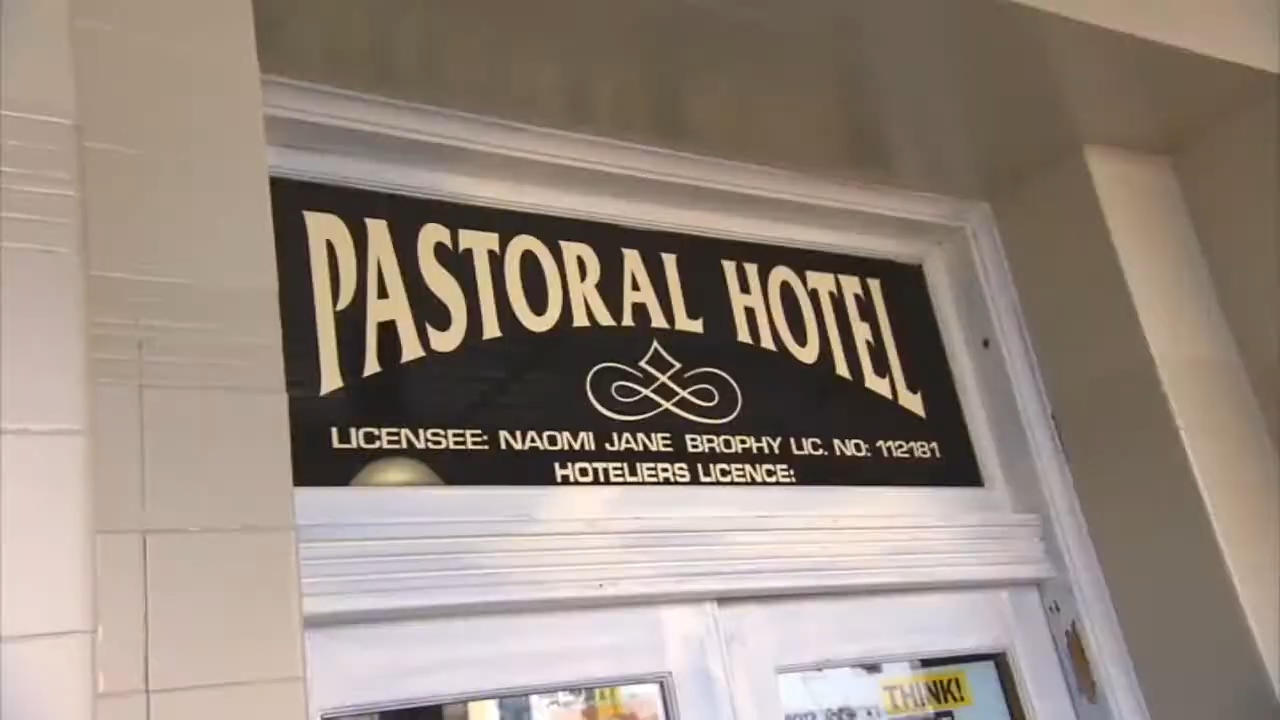 PASTORAL HOTEL
LICENSEE: NAOMI JANE BROPHY LIC. NO: 112181
HOTELIERS LICENCE:
THINK!